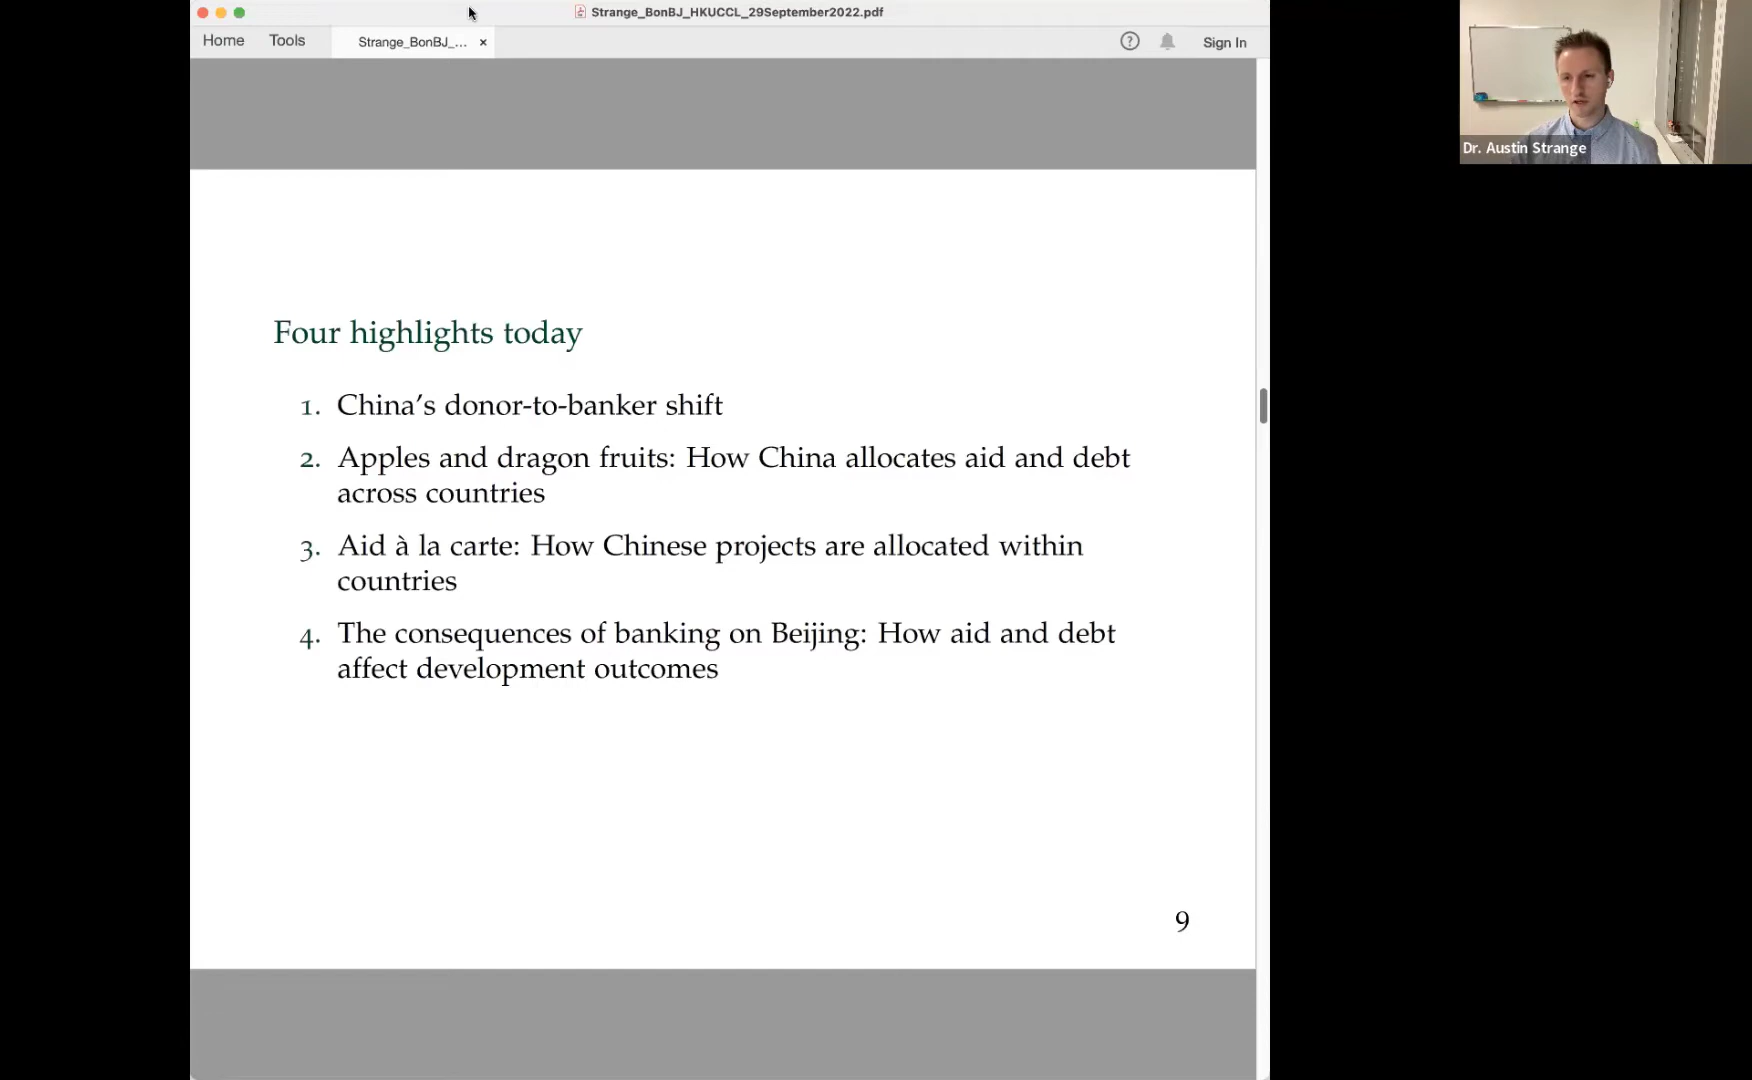 Strange_BonBJ_HKUCCL_29September2022.pdf
Home Tools Strange_BonBJ_... × ? Sign In
Dr. Austin Strange
Four highlights today
1. China's donor-to-banker shift
2. Apples and dragon fruits: How China allocates aid and debt
across countries
3. Aid à la carte: How Chinese projects are allocated within
countries
4. The consequences of banking on Beijing: How aid and debt
affect development outcomes
9